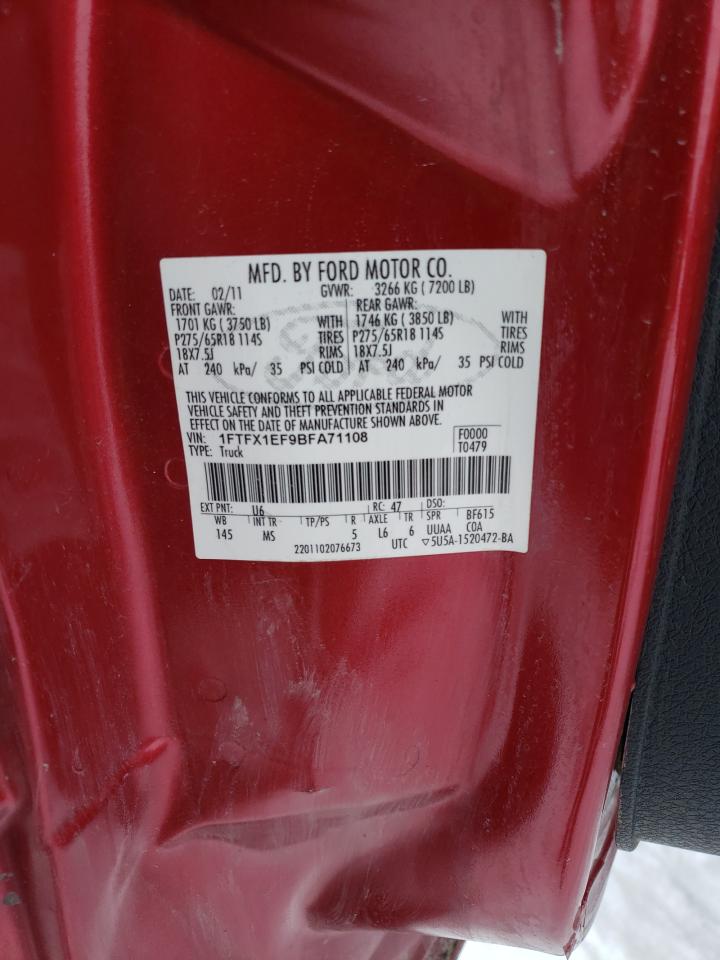 MFD. BY FORD MOTOR CO.
DATE: 02/11 GVWR: 3266 KG ( 7200 LB)
FRONT GAWR: REAR GAWR:
1701 KG ( 3750 LB) WITH 1746 KG ( 3850 LB) WITH
P275/65R18 114S TIRES P275/65R18 114S TIRES
18X7.5J RIMS 18X7.5J RIMS
AT 240 kPa/ 35 PSI COLD AT 240 kPa/ 35 PSI COLD
THIS VEHICLE CONFORMS TO ALL APPLICABLE FEDERAL MOTOR
VEHICLE SAFETY AND THEFT PREVENTION STANDARDS IN
EFFECT ON THE DATE OF MANUFACTURE SHOWN ABOVE.
VIN: 1FTFX1EF9BFA71108 F0000
TYPE: Truck T0479
EXT PNT: U6 RC: 47 DSO:
WB INT TR TP/PS R AXLE TR SPR BF615
145 MS 5 L6 6 UUAA COA
2201102076673 UTC ▽5U5A-1520472-BA